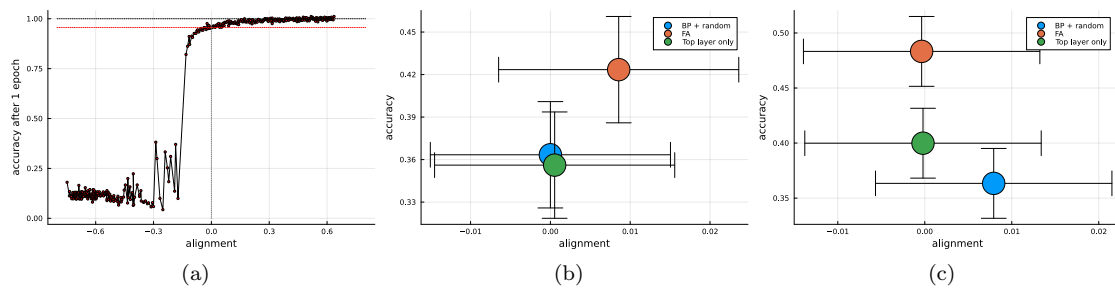 accuracy after 1 epoch
1.00
0.75
0.50
0.25
0.00
−0.6
−0.3
0.0
0.3
0.6
alignment
(a)
accuracy
0.45
0.42
0.39
0.36
0.33
BP + random
FA
Top layer only
−0.01
0.00
0.01
0.02
alignment
(b)
accuracy
0.50
0.45
0.40
0.35
BP + random
FA
Top layer only
−0.01
0.00
0.01
0.02
alignment
(c)